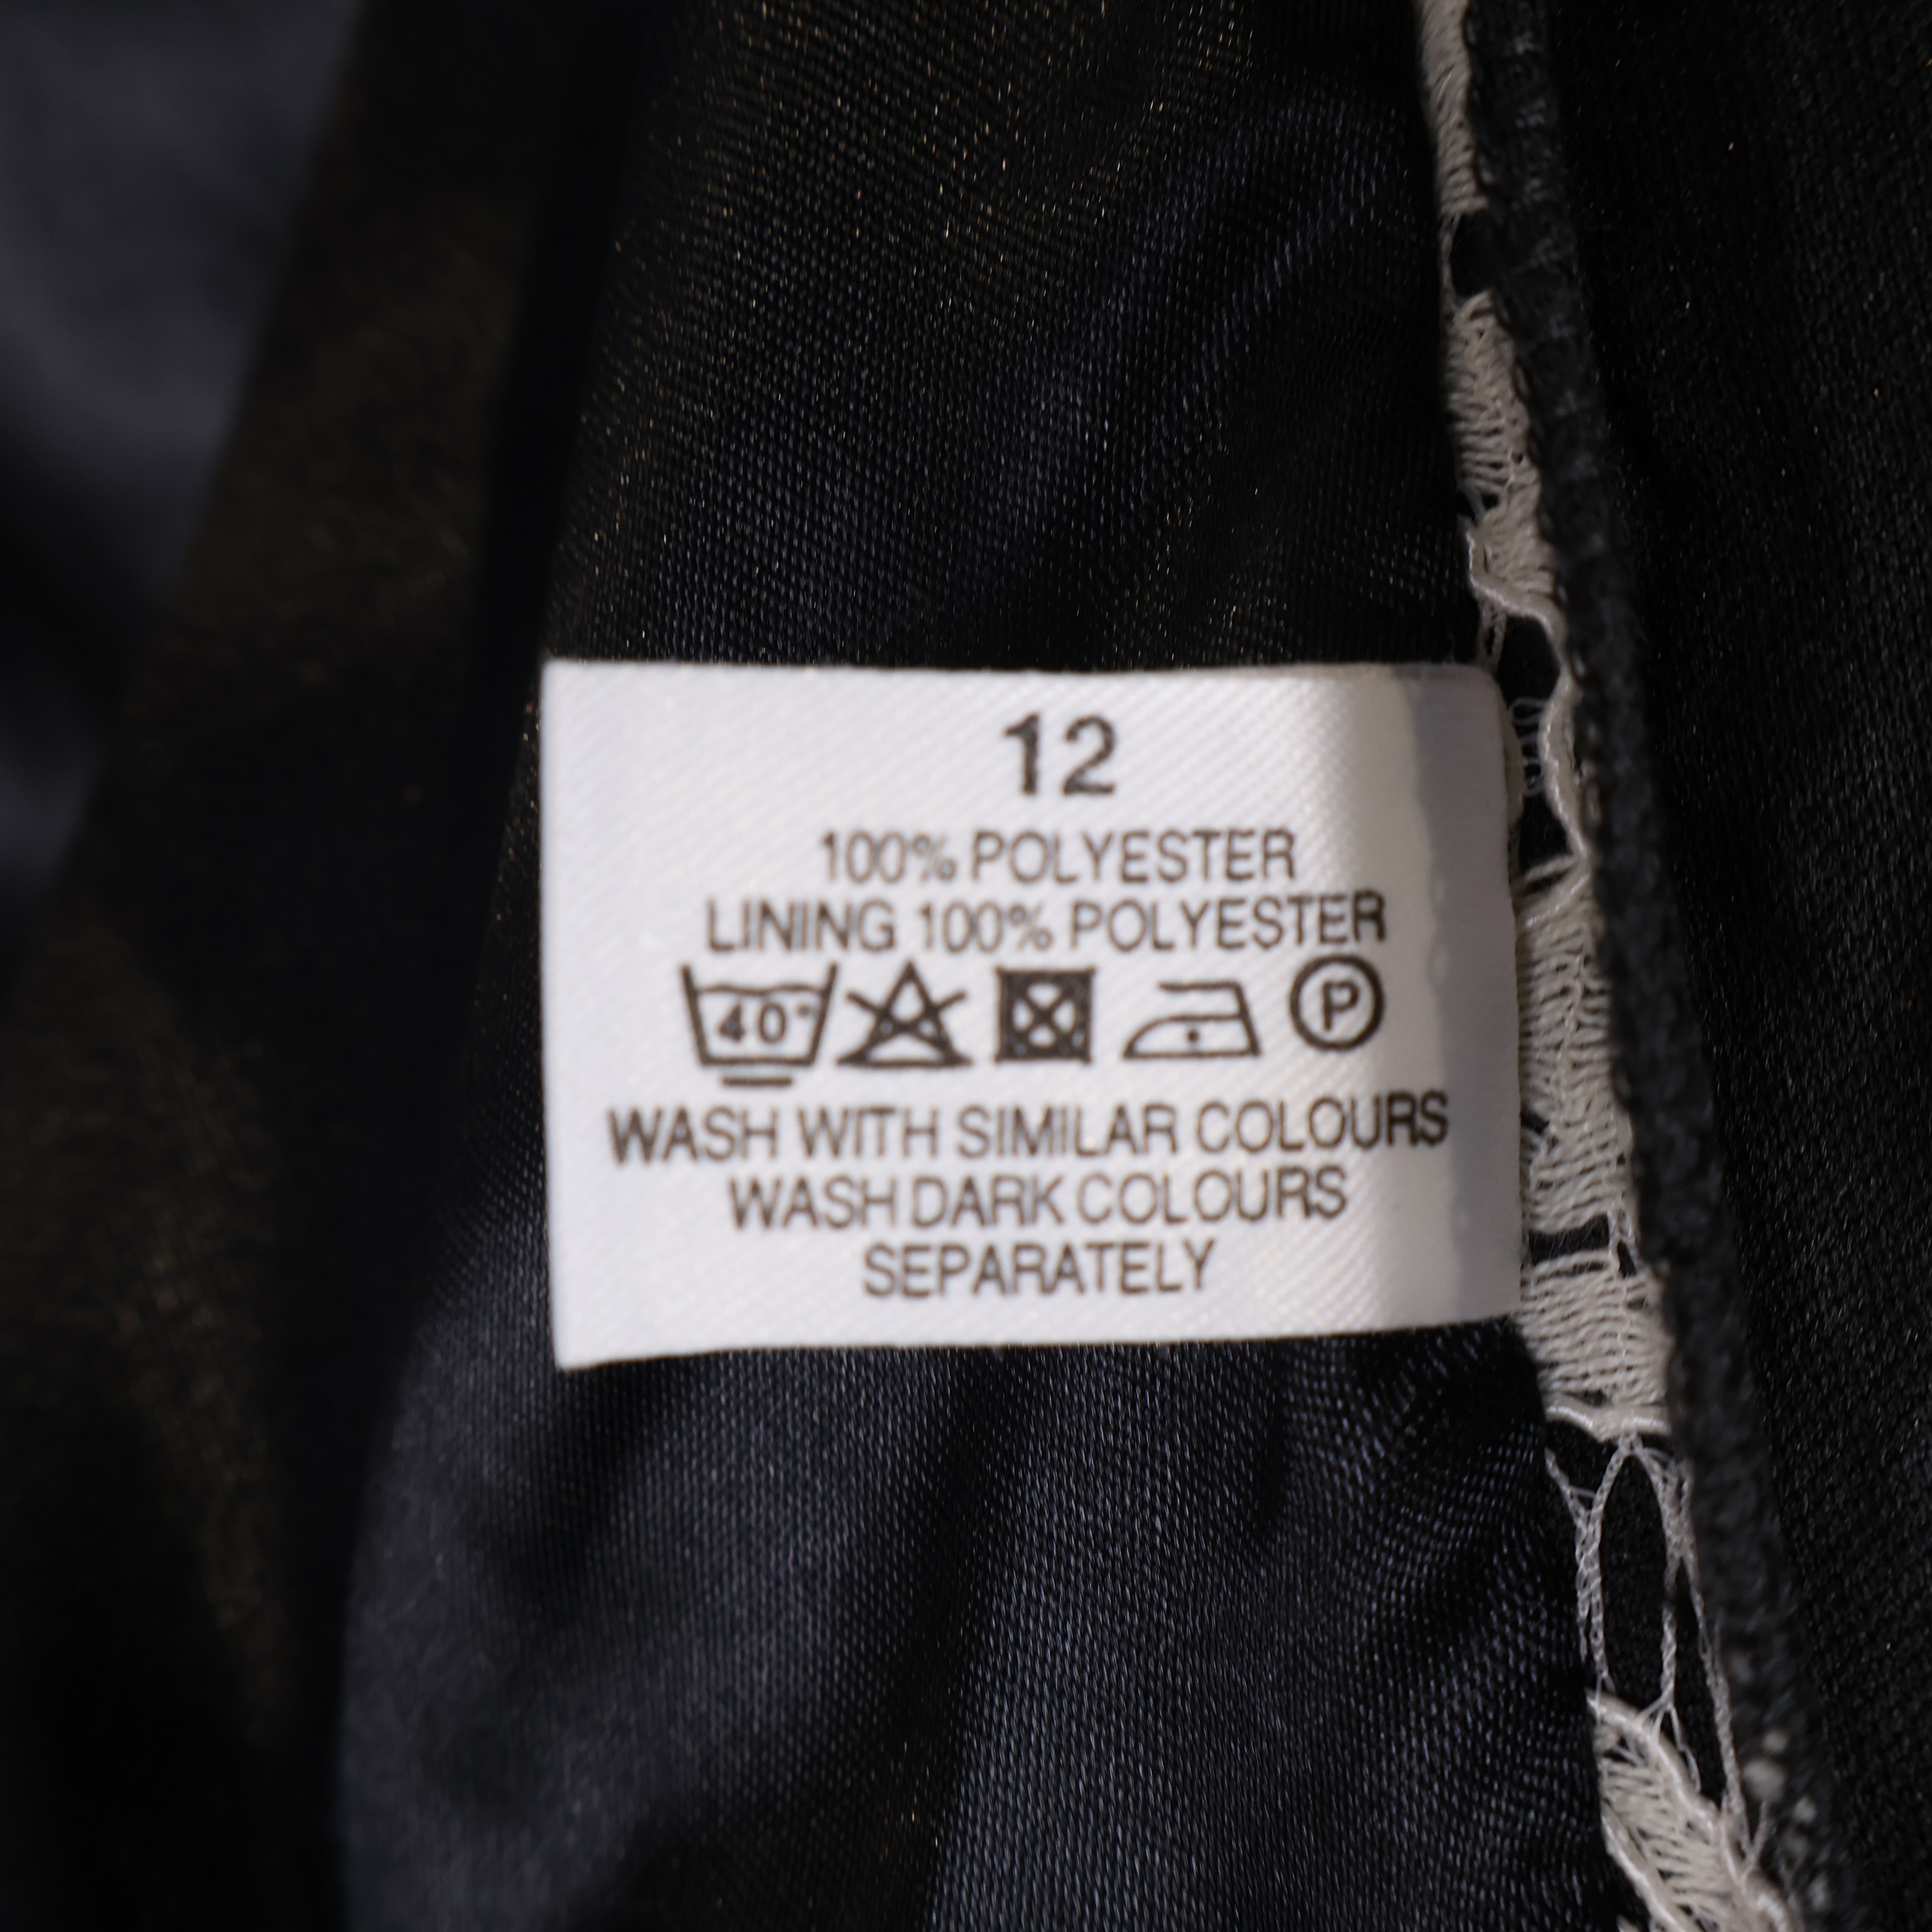 12
100% POLYESTER
LINING 100% POLYESTER
40° P
WASH WITH SIMILAR COLOURS
WASH DARK COLOURS
SEPARATELY